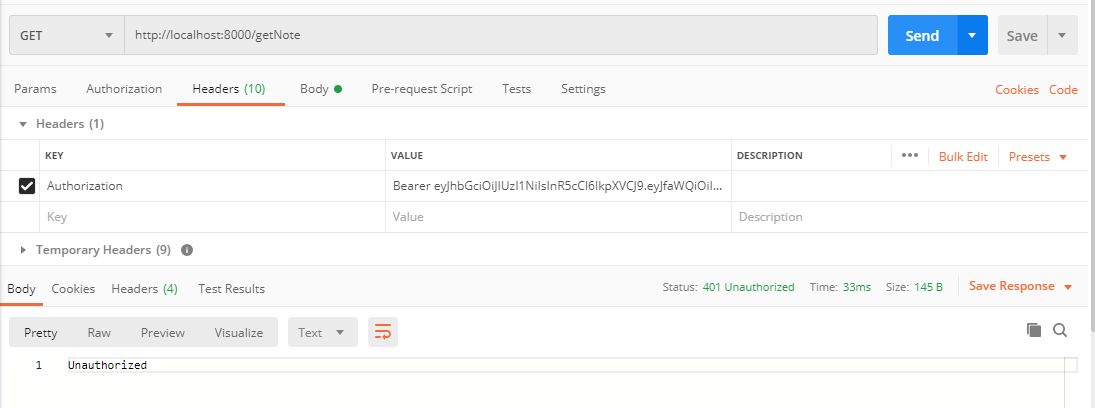 GET http://localhost:8000/getNote Send Save
Params Authorization Headers (10) Body Pre-request Script Tests Settings Cookies Code
Headers (1)
KEY VALUE DESCRIPTION ••• Bulk Edit Presets
Authorization Bearer eyJhbGciOiJIUzI1NiIsInR5cCI6IkpXVCJ9.eyJfaWQiOiI...
Key Value Description
Temporary Headers (9)
Body Cookies Headers (4) Test Results Status: 401 Unauthorized Time: 33ms Size: 145 B Save Response
Pretty Raw Preview Visualize Text
1 Unauthorized